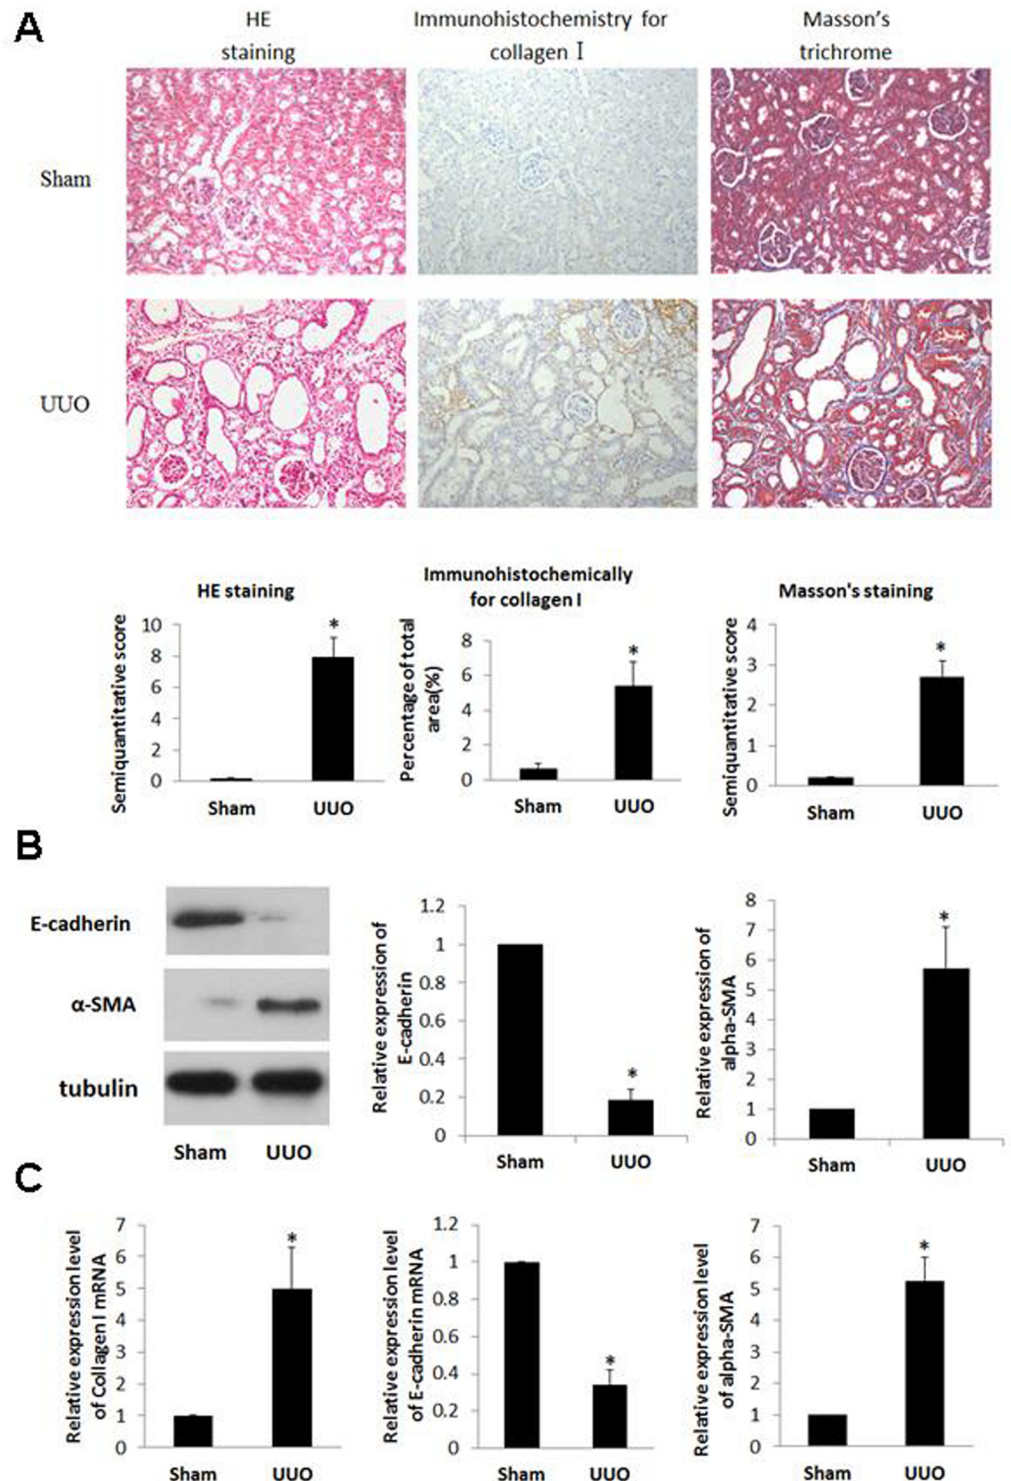 A
HE
staining
Immunohistochemistry for
collagen I
Masson's
trichrome
Sham
UUO
HE staining
Semiquantitative score
10
8
6
4
2
0
*
Sham
UUO
Immunohistochemically
for collagen I
Percentage of total
area(%)
8
6
4
2
0
*
Sham
UUO
Masson's staining
Semiquantitative score
4
3
2
1
0
*
Sham
UUO
B
E-cadherin
α-SMA
tubulin
Sham
UUO
Relative expression of
E-cadherin
1.2
1
0.8
0.6
0.4
0.2
0
*
Sham
UUO
Relative expression of
alpha-SMA
8
7
6
5
4
3
2
1
0
*
Sham
UUO
C
Relative expression level
of Collagen I mRNA
7
6
5
4
3
2
1
0
*
Sham
UUO
Relative expression level
of E-cadherin mRNA
1.2
1
0.8
0.6
0.4
0.2
0
*
Sham
UUO
Relative expression level
of alpha-SMA
7
6
5
4
3
2
1
0
*
Sham
UUO